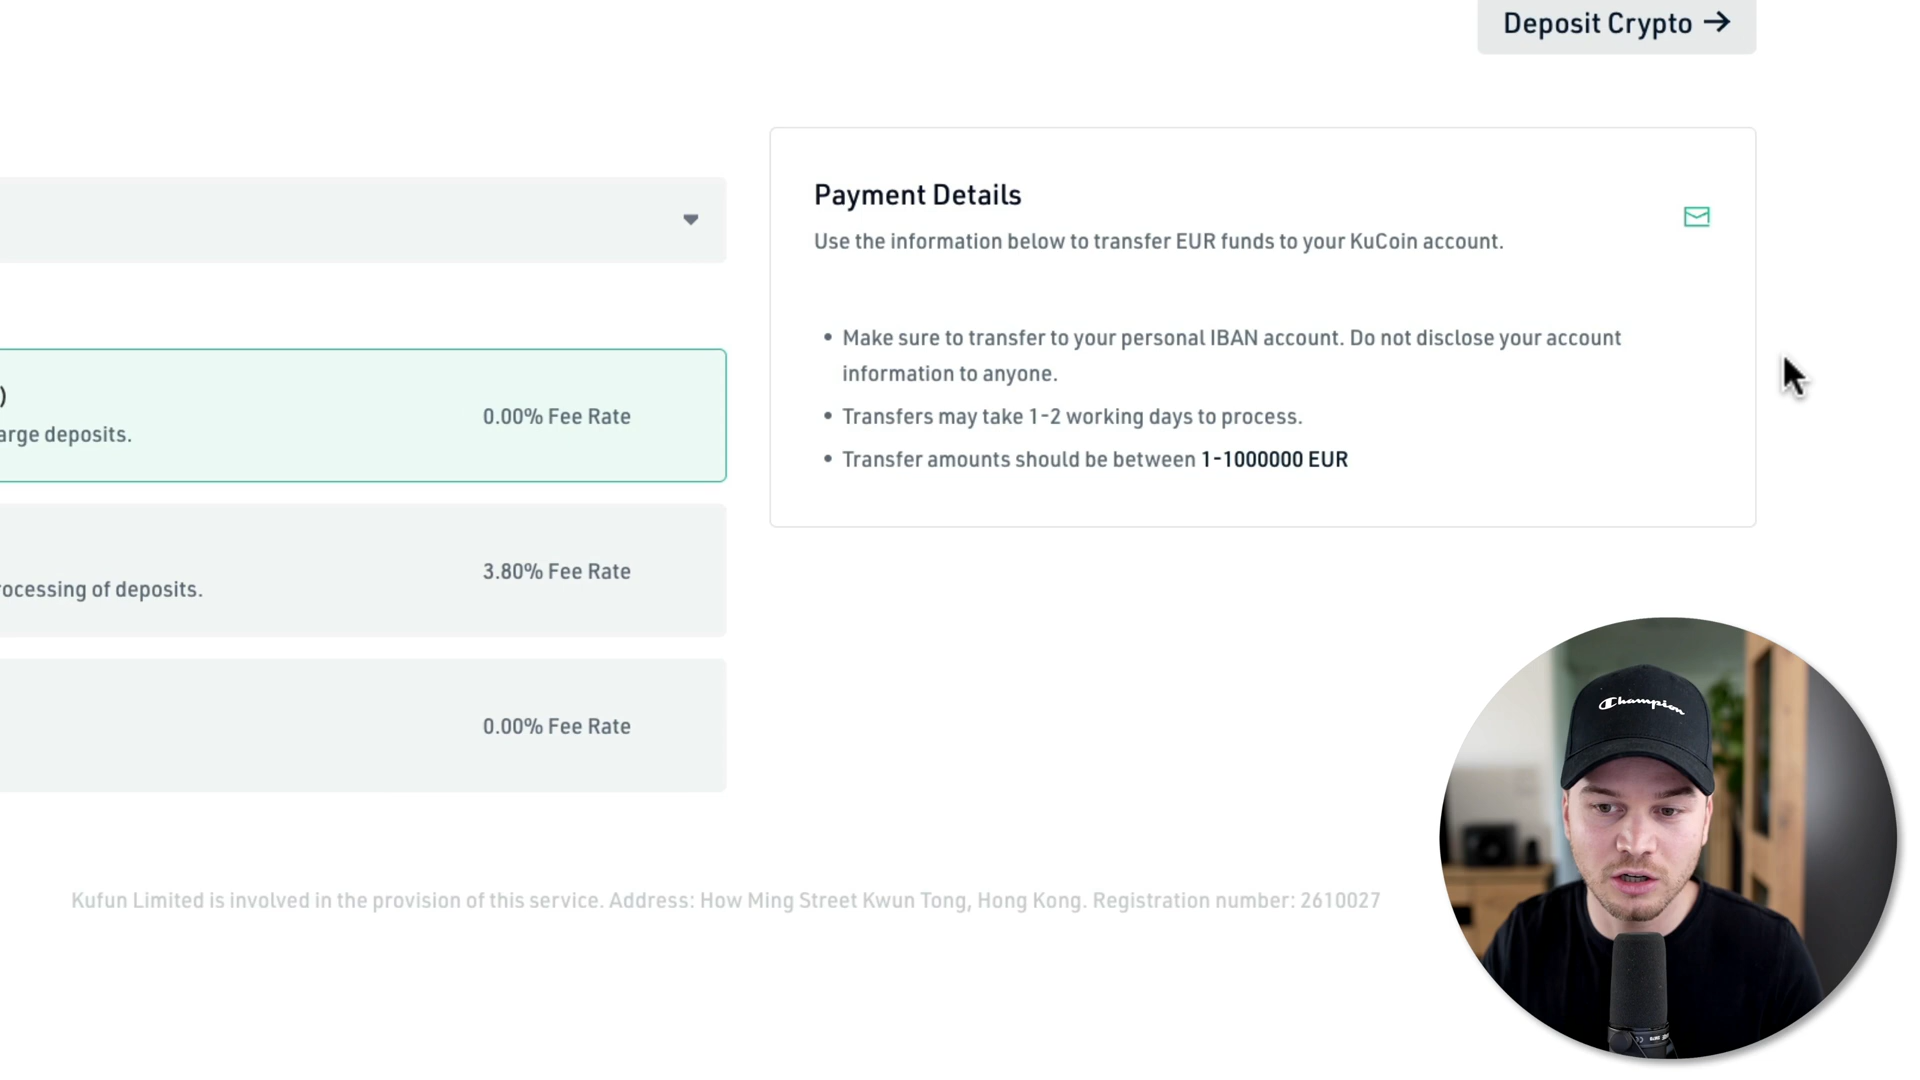 Deposit Crypto →
Payment Details
Use the information below to transfer EUR funds to your KuCoin account.
• Make sure to transfer to your personal IBAN account. Do not disclose your account
information to anyone.
• Transfers may take 1-2 working days to process.
• Transfer amounts should be between 1-1000000 EUR
)
arge deposits.
0.00% Fee Rate
rocessing of deposits.
3.80% Fee Rate
0.00% Fee Rate
Kufun Limited is involved in the provision of this service. Address: How Ming Street Kwun Tong, Hong Kong. Registration number: 2610027
Champion